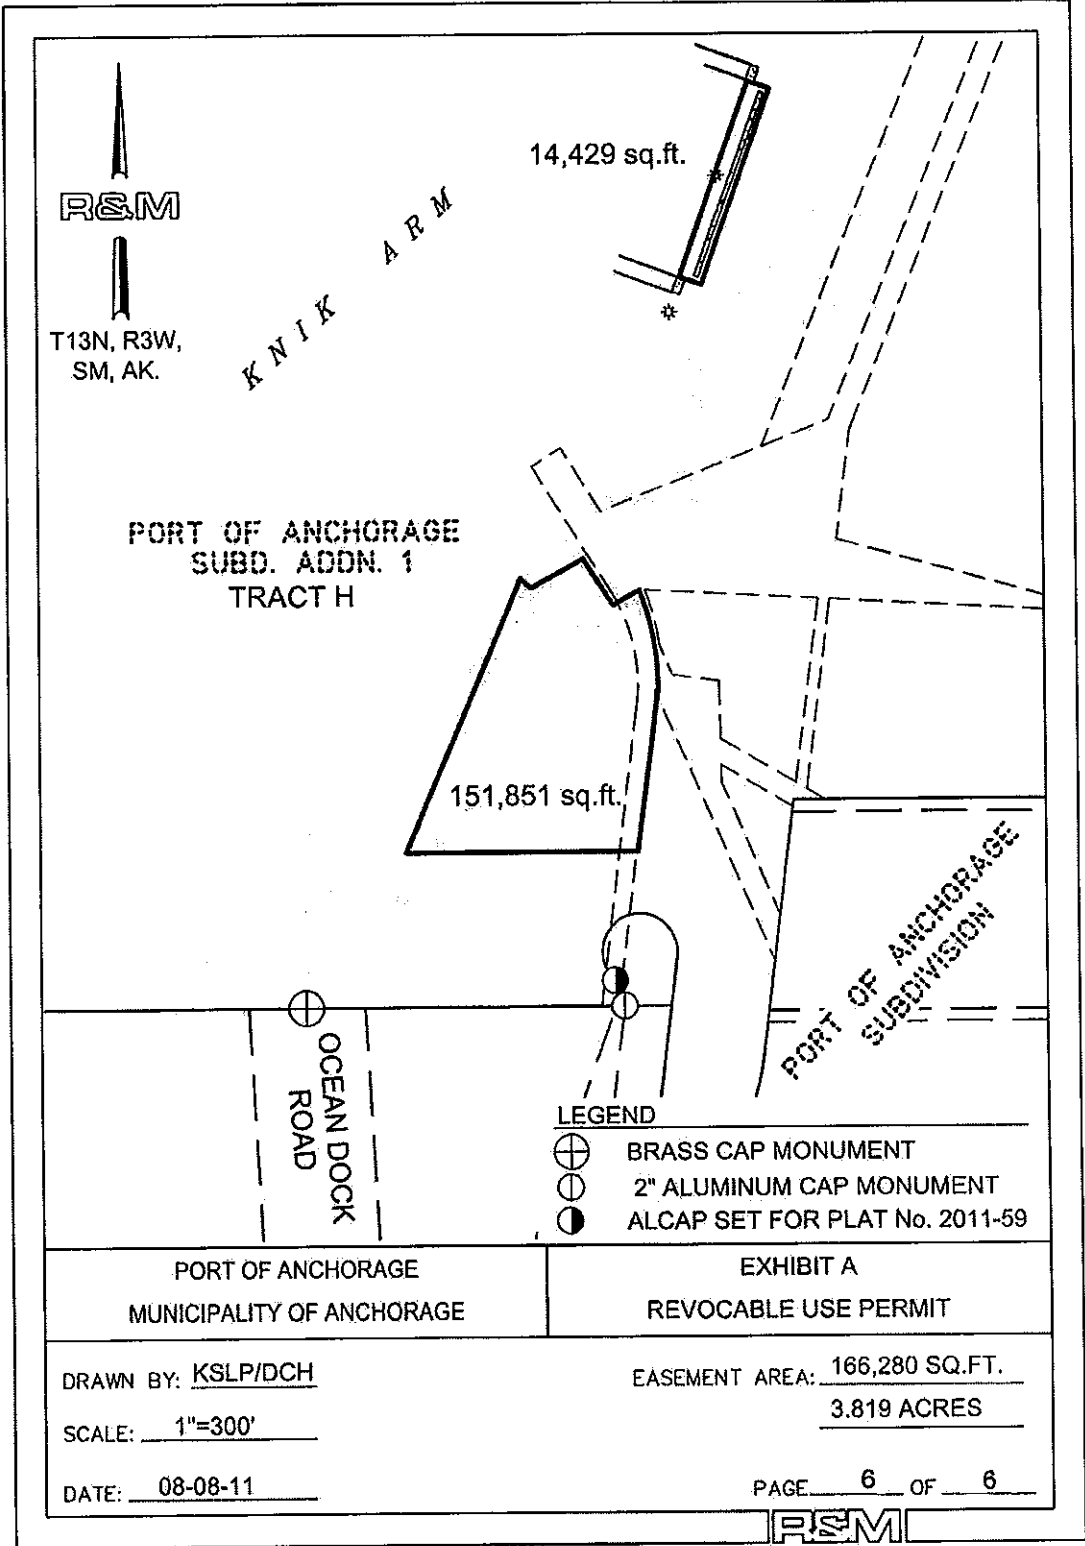 14,429 sq.ft.
R&M
KNIK ARM
T13N, R3W,
SM, AK.
PORT OF ANCHORAGE
SUBD. ADDN. 1
TRACT H
151,851 sq.ft.
PORT OF ANCHORAGE
SUBDIVISION
OCEAN DOCK
ROAD
LEGEND
BRASS CAP MONUMENT
2" ALUMINUM CAP MONUMENT
ALCAP SET FOR PLAT No. 2011-59
PORT OF ANCHORAGE
MUNICIPALITY OF ANCHORAGE
EXHIBIT A
REVOCABLE USE PERMIT
DRAWN BY: KSLP/DCH
SCALE: 1"=300'
DATE: 08-08-11
EASEMENT AREA: 166,280 SQ.FT.
3.819 ACRES
PAGE 6 OF 6
R&M